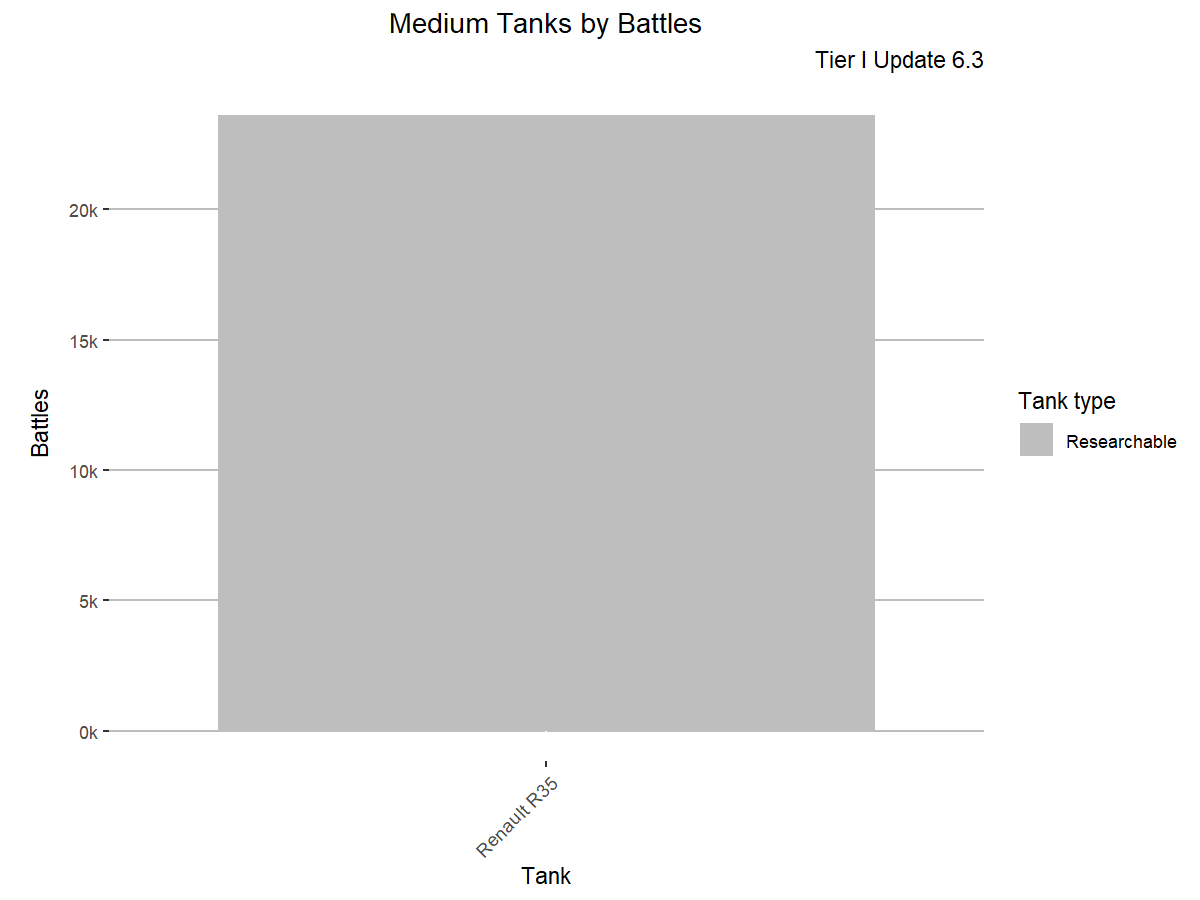 Medium Tanks by Battles
Tier I Update 6.3
20k
15k
10k
5k
0k
Battles
Renault R35
Tank
Tank type
Researchable